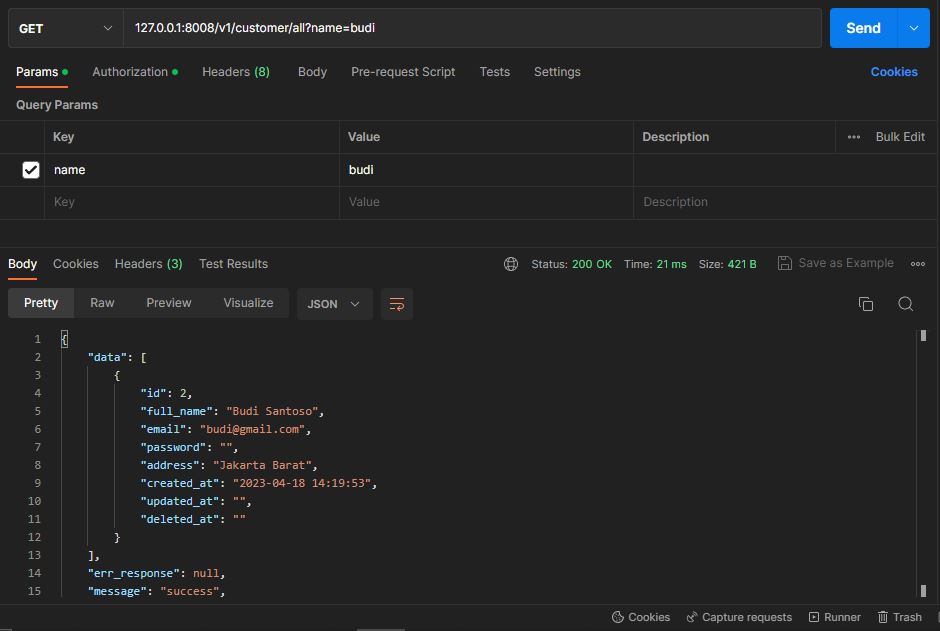 GET 127.0.0.1:8008/v1/customer/all?name=budi Send
Params Authorization Headers (8) Body Pre-request Script Tests Settings Cookies
Query Params
Key Value Description ••• Bulk Edit
name budi
Key Value Description
Body Cookies Headers (3) Test Results Status: 200 OK Time: 21 ms Size: 421 B Save as Example
Pretty Raw Preview Visualize JSON
1 {
2 "data": [
3 {
4 "id": 2,
5 "full_name": "Budi Santoso",
6 "email": "budi@gmail.com",
7 "password": "",
8 "address": "Jakarta Barat",
9 "created_at": "2023-04-18 14:19:53",
10 "updated_at": "",
11 "deleted_at": ""
12 }
13 ],
14 "err_response": null,
15 "message": "success",
Cookies Capture requests Runner Trash